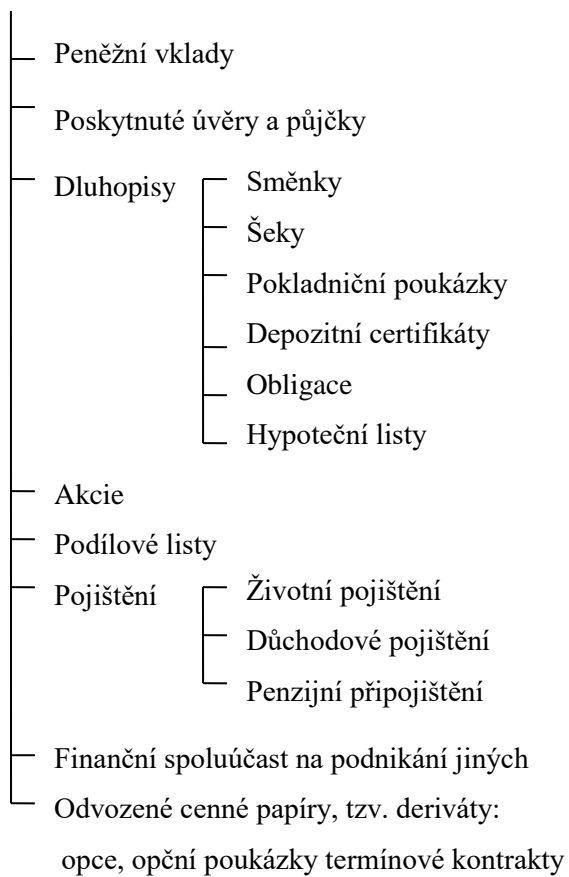 Peněžní vklady
Poskytnuté úvěry a půjčky
Dluhopisy
Směnky
Šeky
Pokladniční poukázky
Depozitní certifikáty
Obligace
Hypoteční listy
Akcie
Podílové listy
Pojištění
Životní pojištění
Důchodové pojištění
Penzijní připojištění
Finanční spoluúčast na podnikání jiných
Odvozené cenné papíry, tzv. deriváty:
opce, opční poukázky termínové kontrakty